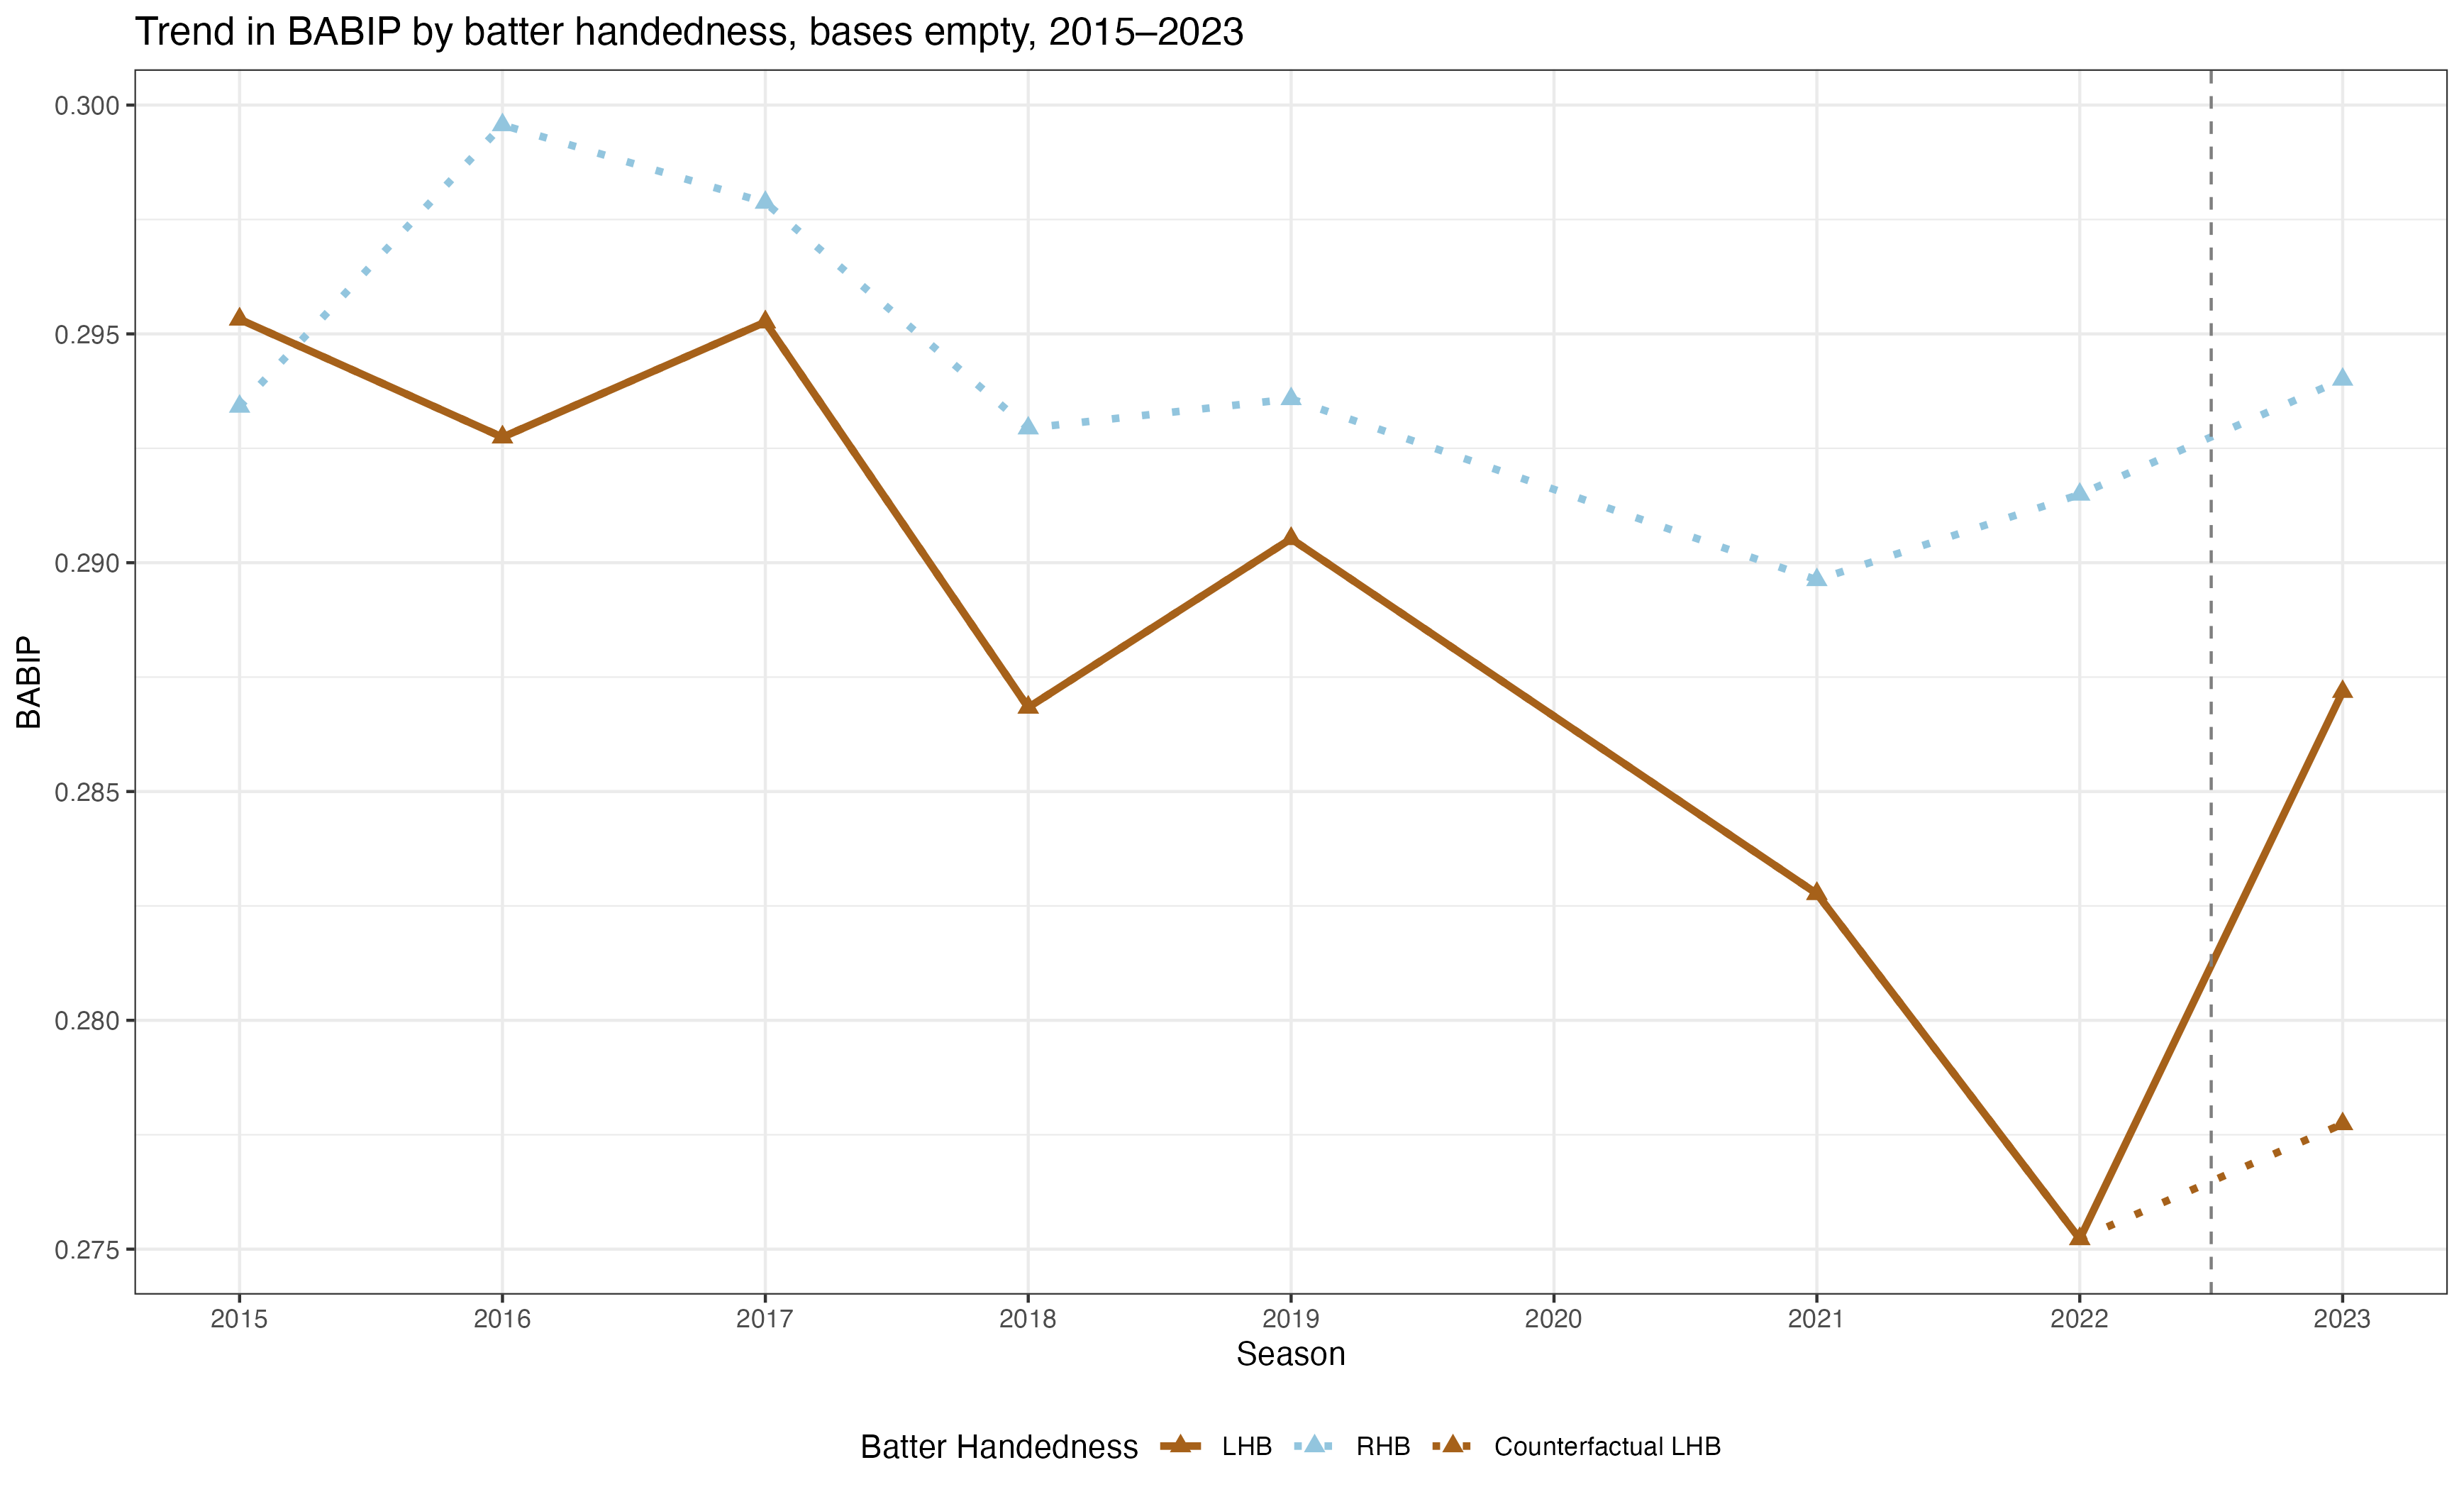 Trend in BABIP by batter handedness, bases empty, 2015–2023
BABIP
0.300
0.295
0.290
0.285
0.280
0.275
2015 2016 2017 2018 2019 2020 2021 2022 2023
Season
Batter Handedness LHB RHB Counterfactual LHB